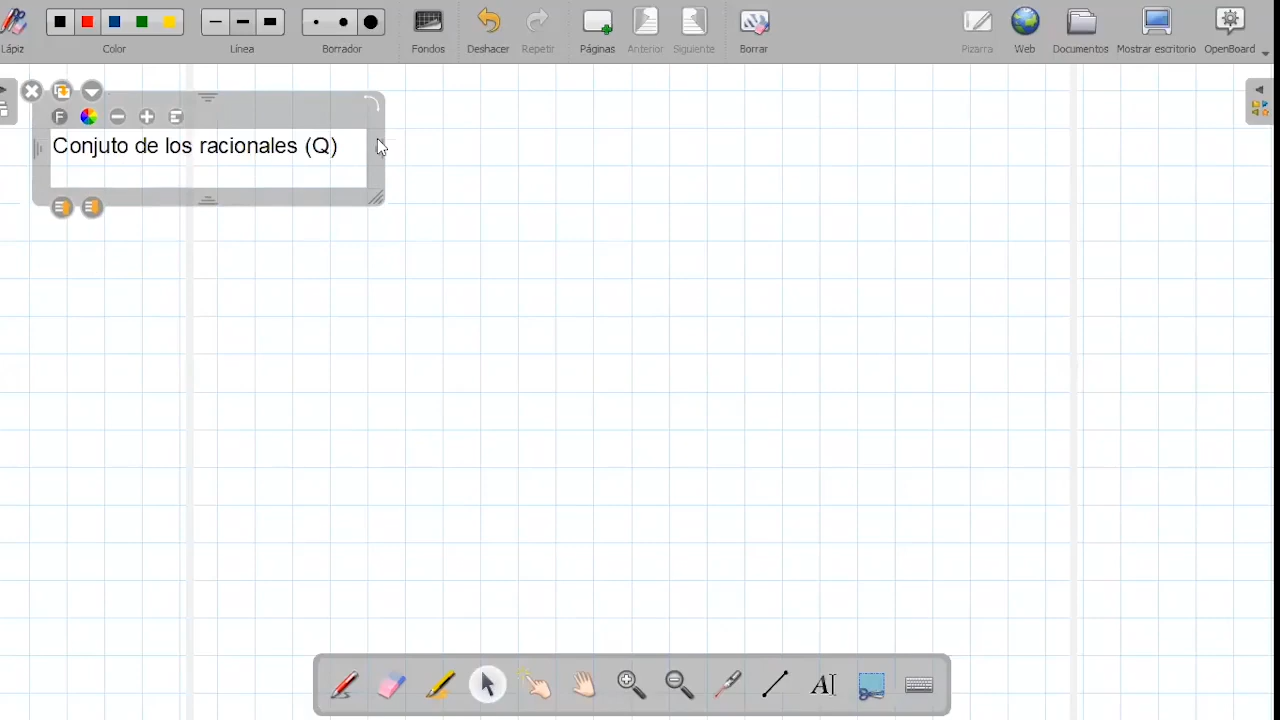 Lápiz Color Línea Borrador Fondos Deshacer Repetir Páginas Anterior Siguiente Borrar Pizarra Web Documentos Mostrar escritorio OpenBoard
F
Conjuto de los racionales (Q)
AI